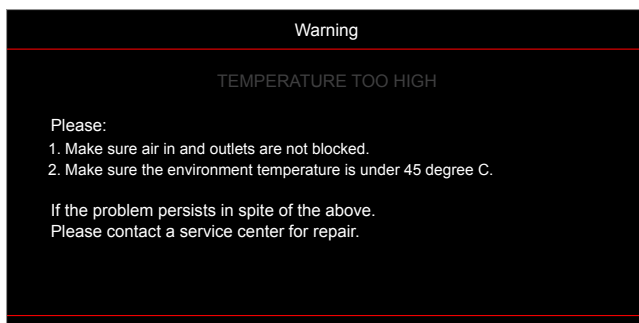 Warning
TEMPERATURE TOO HIGH
Please:
1. Make sure air in and outlets are not blocked.
2. Make sure the environment temperature is under 45 degree C.
If the problem persists in spite of the above.
Please contact a service center for repair.